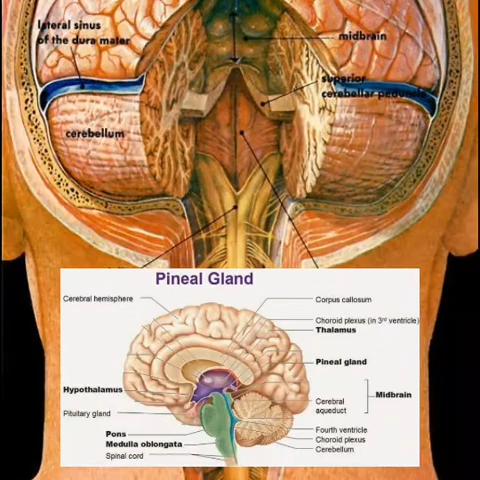 lateral sinus
of the dura mater
midbrain
superior
cerebellar peduncle
cerebellum
Pineal Gland
Cerebral hemisphere
Corpus callosum
Choroid plexus (in 3rd ventricle)
Thalamus
Pineal gland
Hypothalamus
Midbrain
Cerebral
aqueduct
Pituitary gland
Fourth ventricle
Pons
Choroid plexus
Medulla oblongata
Cerebellum
Spinal cord